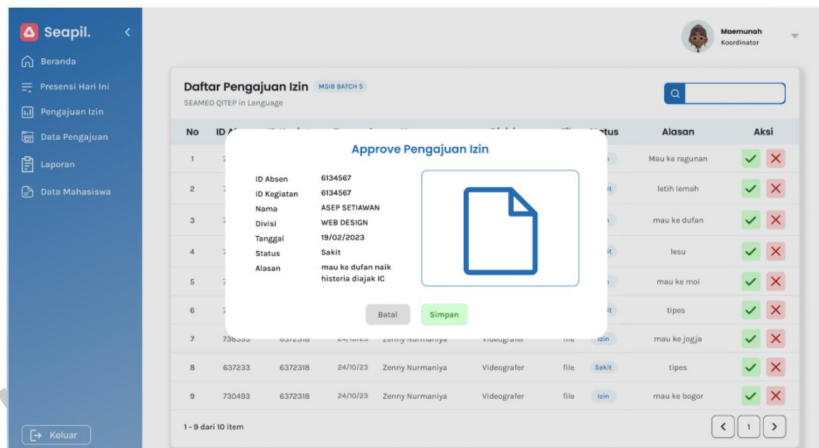 Seapil.
Maemunah
Koordinator
Beranda
Presensi Hari Ini
Pengajuan Izin
Data Pengajuan
Laporan
Data Mahasiswa
Keluar
Daftar Pengajuan Izin MSIB BATCH 5
SEAMEO QITEP in Language
No Alasan Aksi
1 Mau ke ragunan
2 letih lemah
3 mau ke dufan
4 lesu
5 mau ke moi
6 tipes
7 736393 6372318 24/10/23 Zenny Nurmaniya Videografer file Izin mau ke jogja
8 637233 6372318 24/10/23 Zenny Nurmaniya Videografer file Sakit tipes
9 730493 6372318 24/10/23 Zenny Nurmaniya Videografer file Izin mau ke bogor
1 - 9 dari 10 item
1
Approve Pengajuan Izin
ID Absen 6134567
ID Kegiatan 6134567
Nama ASEP SETIAWAN
Divisi WEB DESIGN
Tanggal 19/02/2023
Status Sakit
Alasan mau ke dufan naik
histeria diajak IC
Batal Simpan